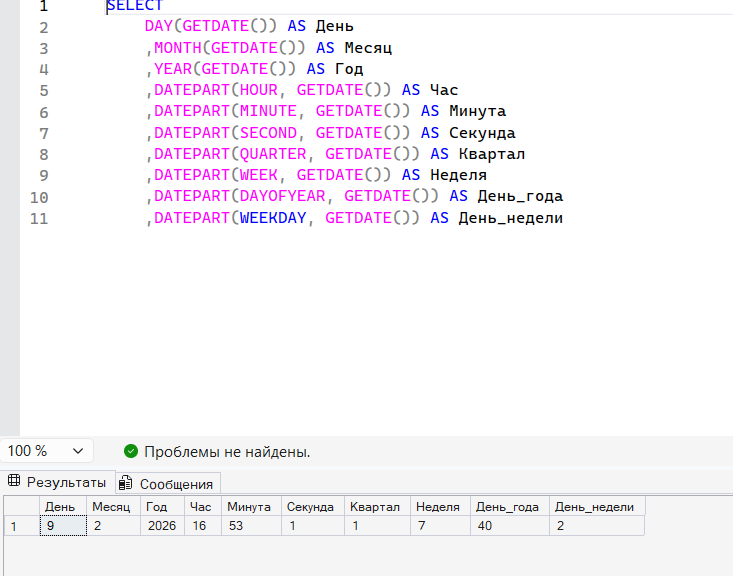 1 SELECT
2 DAY(GETDATE()) AS День
3 ,MONTH(GETDATE()) AS Месяц
4 ,YEAR(GETDATE()) AS Год
5 ,DATEPART(HOUR, GETDATE()) AS Час
6 ,DATEPART(MINUTE, GETDATE()) AS Минута
7 ,DATEPART(SECOND, GETDATE()) AS Секунда
8 ,DATEPART(QUARTER, GETDATE()) AS Квартал
9 ,DATEPART(WEEK, GETDATE()) AS Неделя
10 ,DATEPART(DAYOFYEAR, GETDATE()) AS День_года
11 ,DATEPART(WEEKDAY, GETDATE()) AS День_недели
100 % Проблемы не найдены.
Результаты Сообщения
День Месяц Год Час Минута Секунда Квартал Неделя День_года День_недели
1 9 2 2026 16 53 1 1 7 40 2